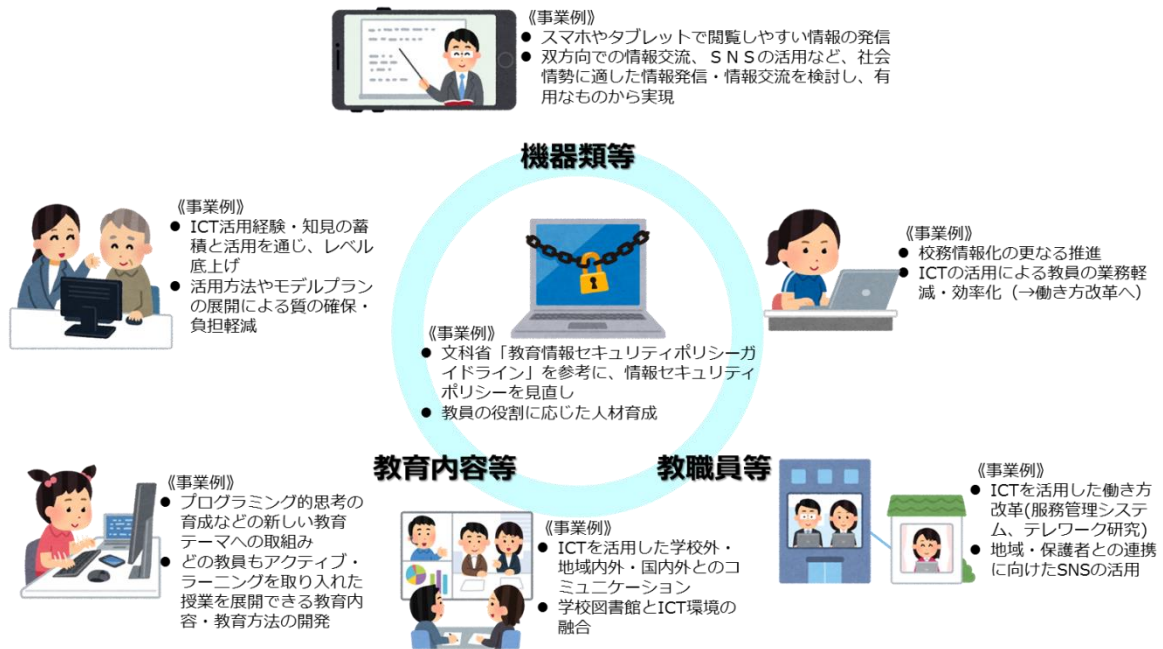 《事業例》
● スマホやタブレットで閲覧しやすい情報の発信
● 双方向での情報交流、ＳＮＳの活用など、社会
情勢に適した情報発信・情報交流を検討し、有
用なものから実現
機器類等
《事業例》
● ICT活用経験・知見の蓄
積と活用を通じ、レベル
底上げ
● 活用方法やモデルプラン
の展開による質の確保・
負担軽減
《事業例》
● 校務情報化の更なる推進
● ICTの活用による教員の業務軽
減・効率化（→働き方改革へ）
《事業例》
● 文科省「教育情報セキュリティポリシーガ
イドライン」を参考に、情報セキュリティ
ポリシーを見直し
● 教員の役割に応じた人材育成
教育内容等
教職員等
《事業例》
● プログラミング的思考の
育成などの新しい教育
テーマへの取組み
● どの教員もアクティブ・
ラーニングを取り入れた
授業を展開できる教育内
容・教育方法の開発
《事業例》
● ICTを活用した学校外・
地域内外・国内外とのコ
ミュニケーション
● 学校図書館とICT環境の
融合
《事業例》
● ICTを活用した働き方
改革(服務管理システ
ム、テレワーク研究)
● 地域・保護者との連携
に向けたSNSの活用